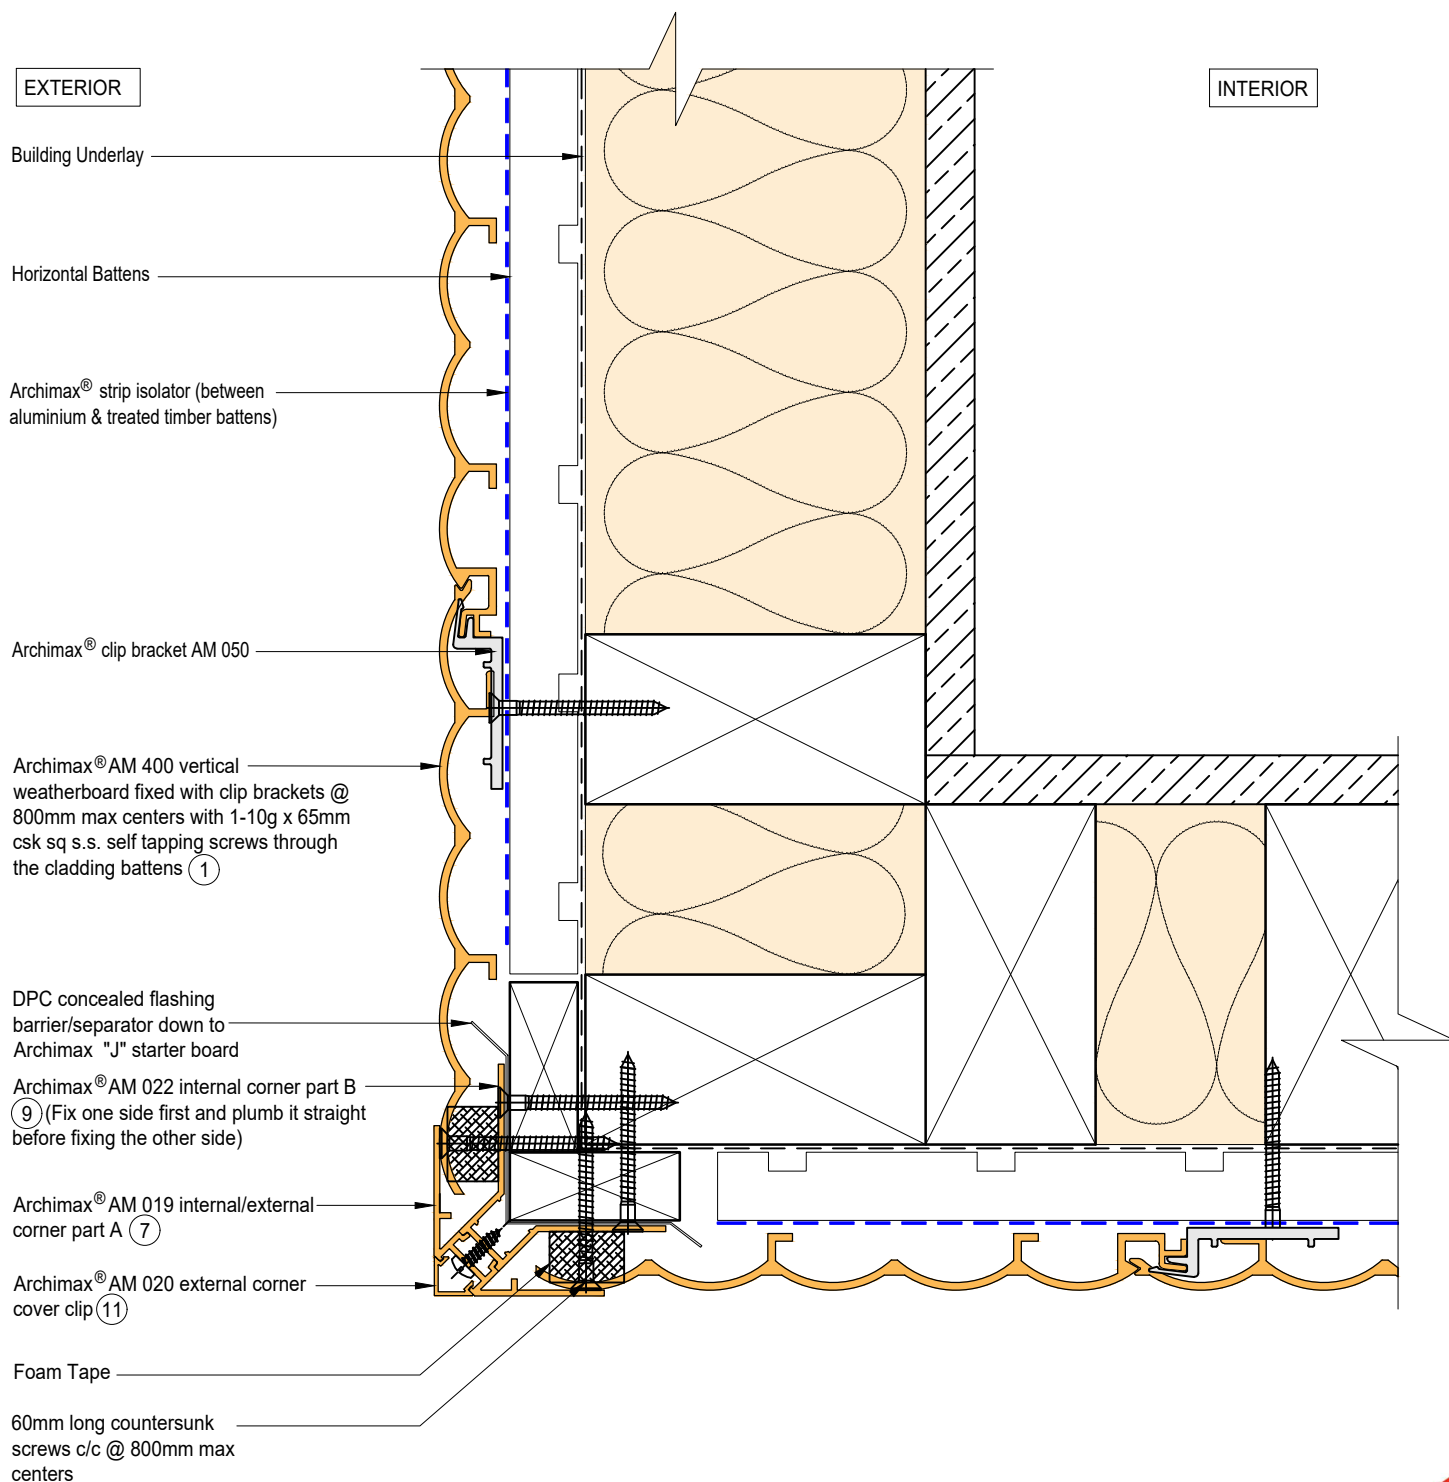 EXTERIOR
INTERIOR
Building Underlay
Horizontal Battens
Archimax® strip isolator (between
aluminium & treated timber battens)
Archimax® clip bracket AM 050
Archimax® AM 400 vertical
weatherboard fixed with clip brackets @
800mm max centers with 1-10g x 65mm
csk sq s.s. self tapping screws through
the cladding battens 1
DPC concealed flashing
barrier/separator down to
Archimax "J" starter board
Archimax® AM 022 internal corner part B
9 (Fix one side first and plumb it straight
before fixing the other side)
Archimax® AM 019 internal/external
corner part A 7
Archimax® AM 020 external corner
cover clip 11
Foam Tape
60mm long countersunk
screws c/c @ 800mm max
centers